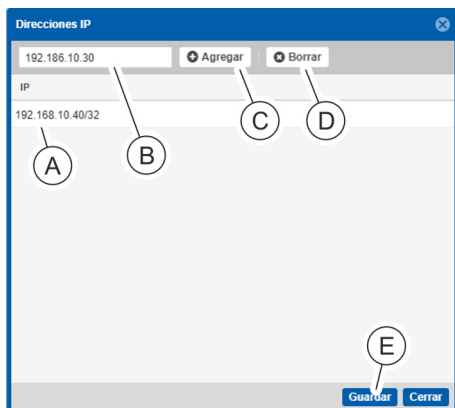 Direcciones IP
192.186.10.30 Agregar Borrar
IP
192.168.10.40/32
C D
B
A
E
Guardar Cerrar